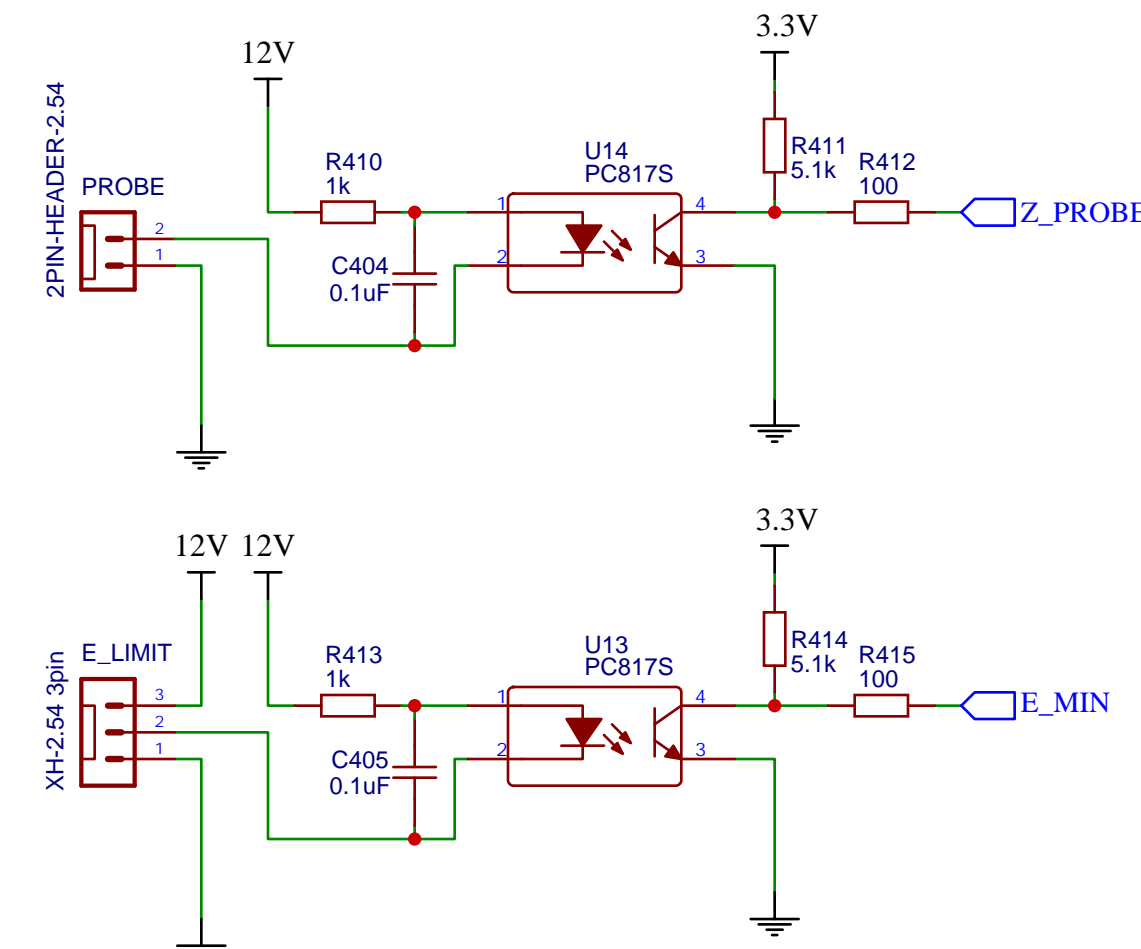 3.3V
12V
2PIN-HEADER-2.54
PROBE
2
1
R410
1k
C404
0.1uF
U14
PC817S
1
2
4
3
R411
5.1k
R412
100
Z_PROBE
3.3V
12V
12V
XH-2.54 3pin
E_LIMIT
3
2
1
R413
1k
C405
0.1uF
U13
PC817S
1
2
4
3
R414
5.1k
R415
100
E_MIN